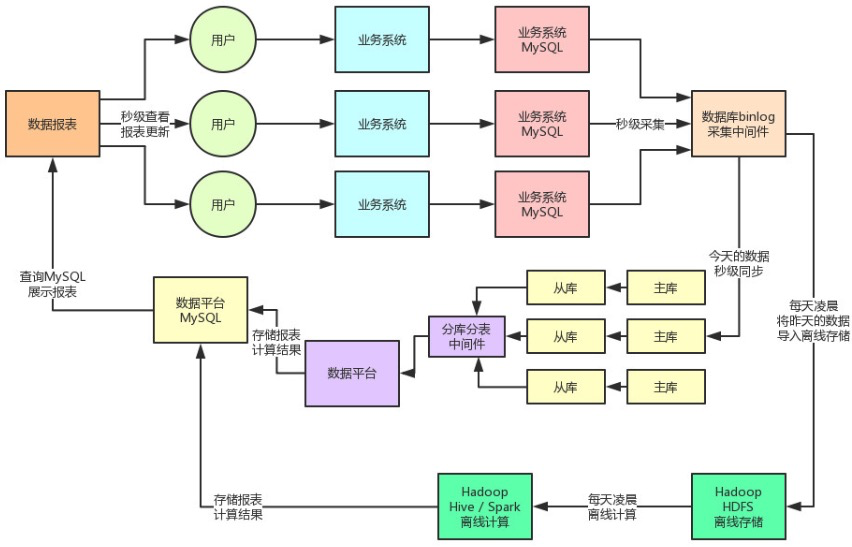 用户
业务系统
业务系统
MySQL
数据报表
秒级查看
报表更新
用户
业务系统
业务系统
MySQL
秒级采集
数据库binlog
采集中间件
用户
业务系统
业务系统
MySQL
今天的数据
秒级同步
查询MySQL
展示报表
数据平台
MySQL
存储报表
计算结果
数据平台
分库分表
中间件
从库
主库
从库
主库
从库
主库
每天凌晨
将昨天的数据
导入离线存储
存储报表
计算结果
Hadoop
Hive / Spark
离线计算
每天凌晨
离线计算
Hadoop
HDFS
离线存储